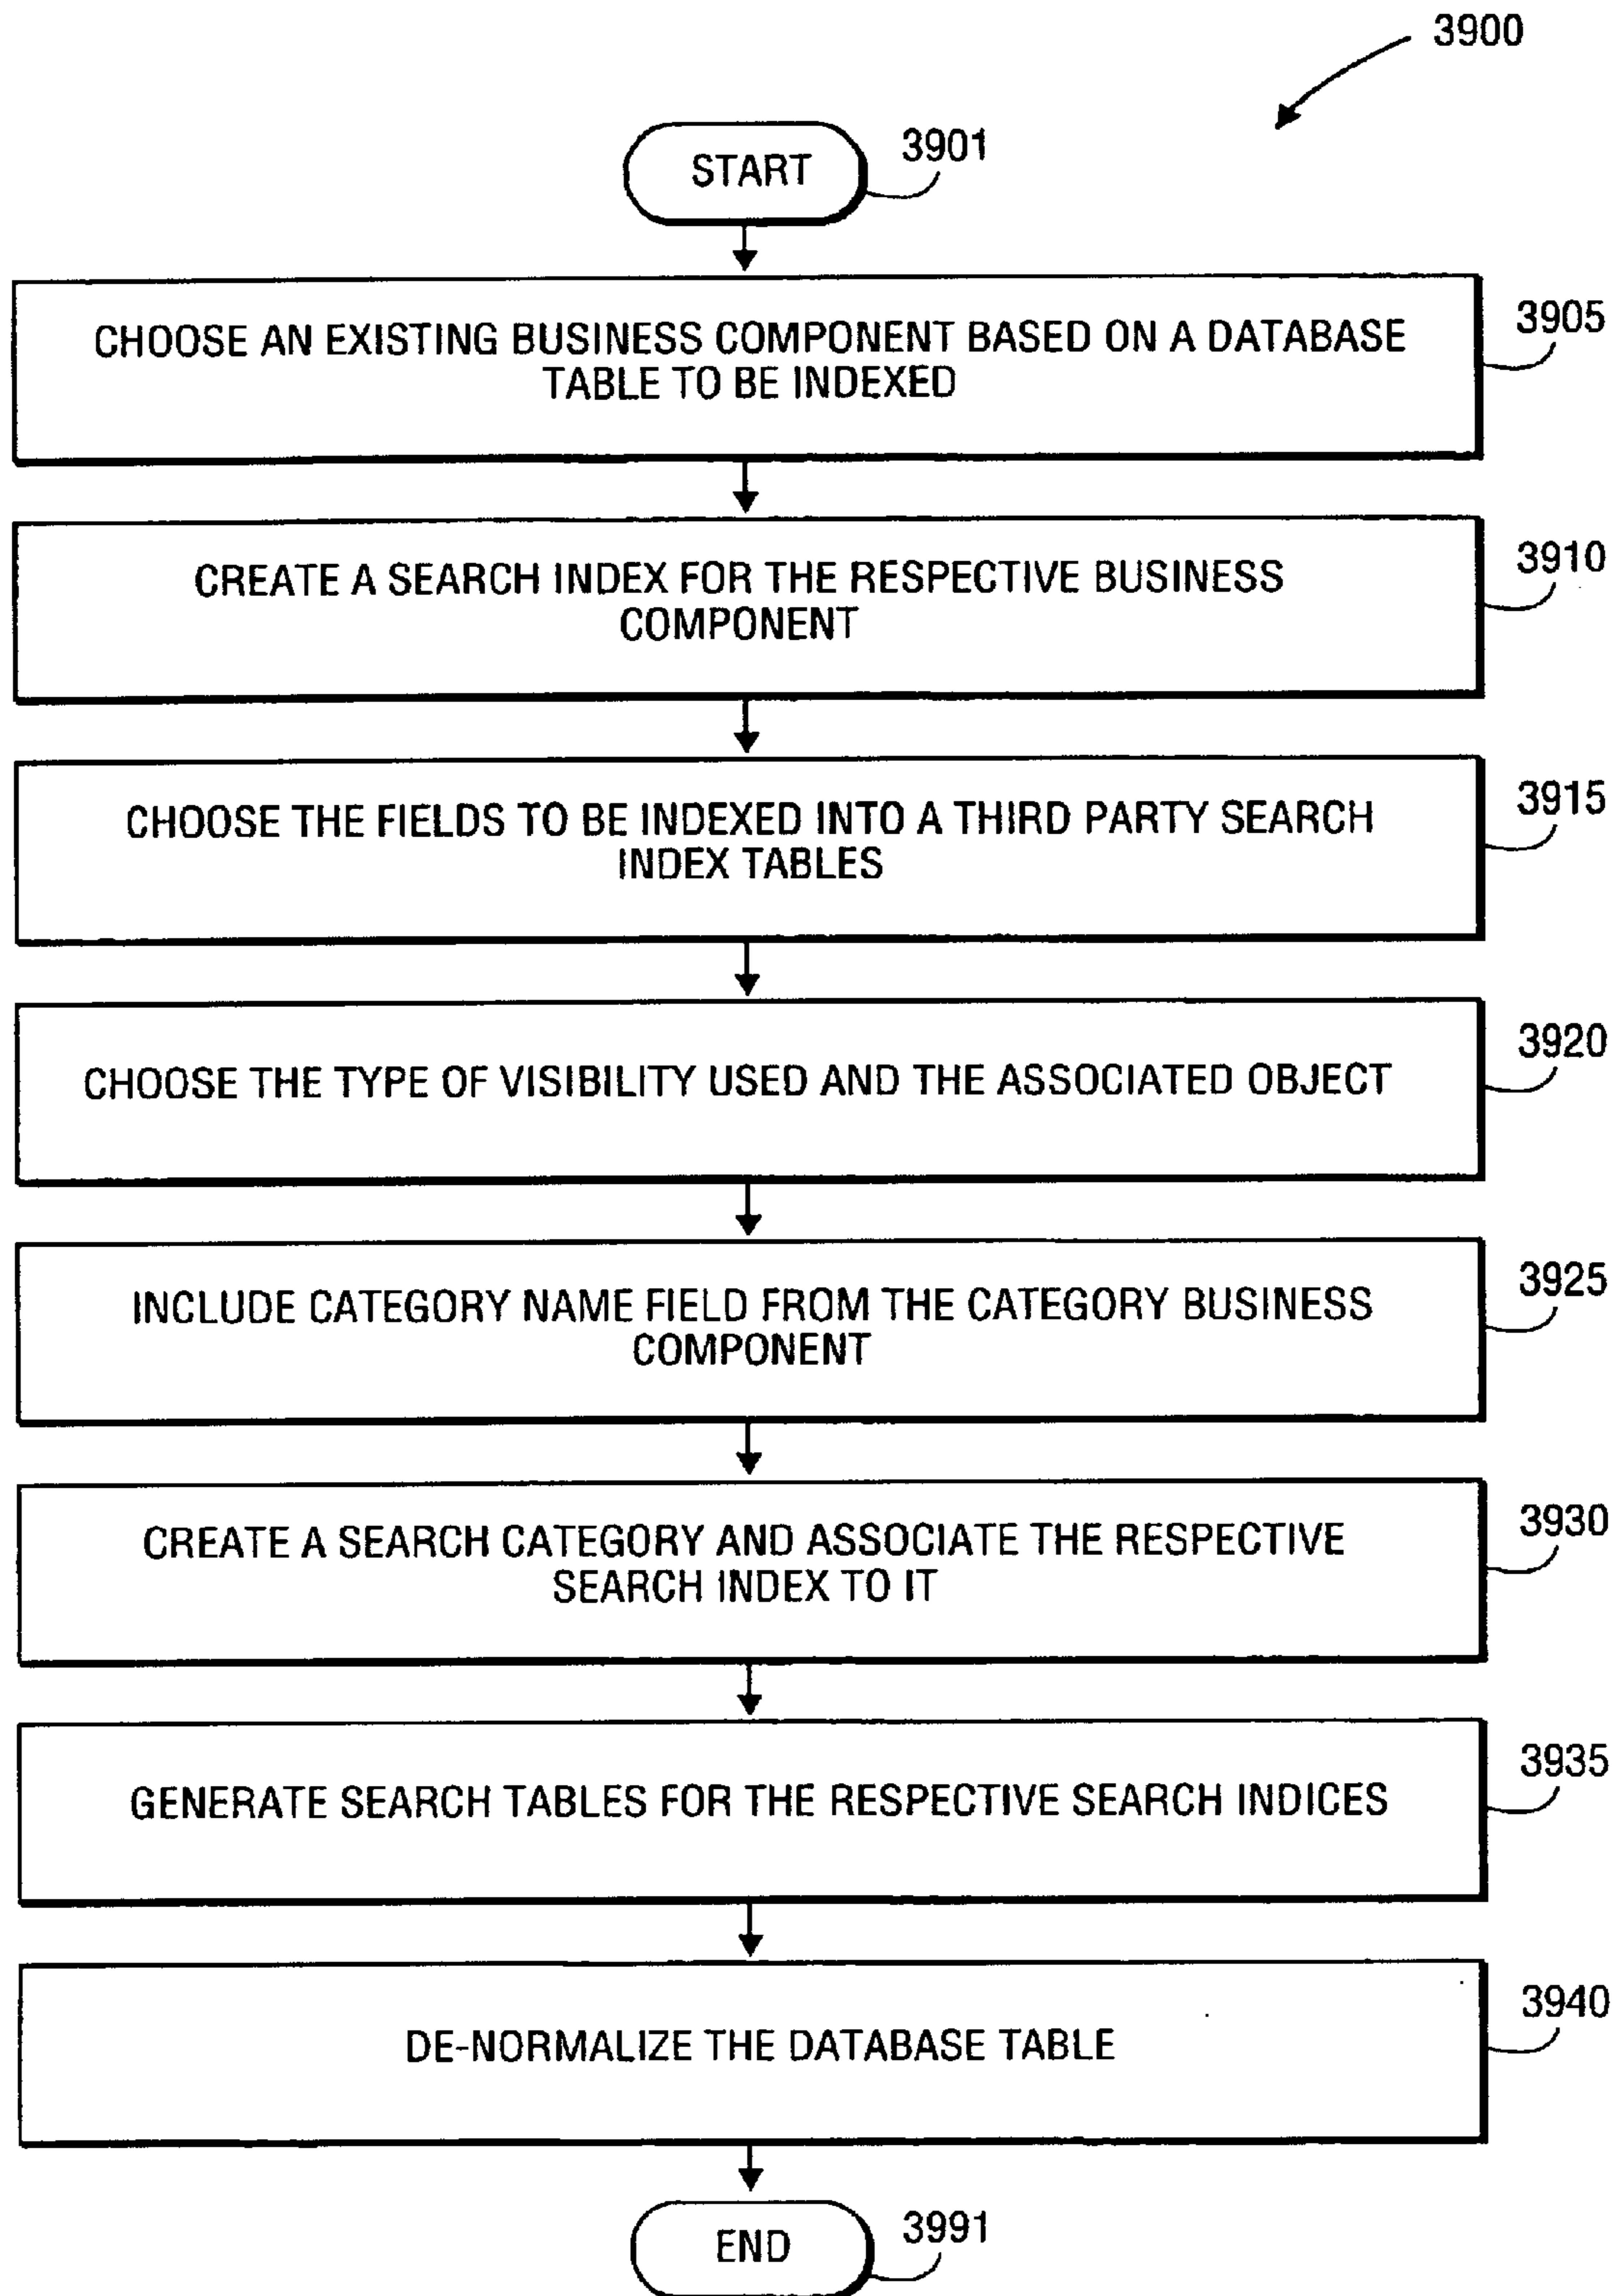 3900
START
3901
CHOOSE AN EXISTING BUSINESS COMPONENT BASED ON A DATABASE
TABLE TO BE INDEXED
3905
CREATE A SEARCH INDEX FOR THE RESPECTIVE BUSINESS
COMPONENT
3910
CHOOSE THE FIELDS TO BE INDEXED INTO A THIRD PARTY SEARCH
INDEX TABLES
3915
CHOOSE THE TYPE OF VISIBILITY USED AND THE ASSOCIATED OBJECT
3920
INCLUDE CATEGORY NAME FIELD FROM THE CATEGORY BUSINESS
COMPONENT
3925
CREATE A SEARCH CATEGORY AND ASSOCIATE THE RESPECTIVE
SEARCH INDEX TO IT
3930
GENERATE SEARCH TABLES FOR THE RESPECTIVE SEARCH INDICES
3935
DE-NORMALIZE THE DATABASE TABLE
3940
END
3991